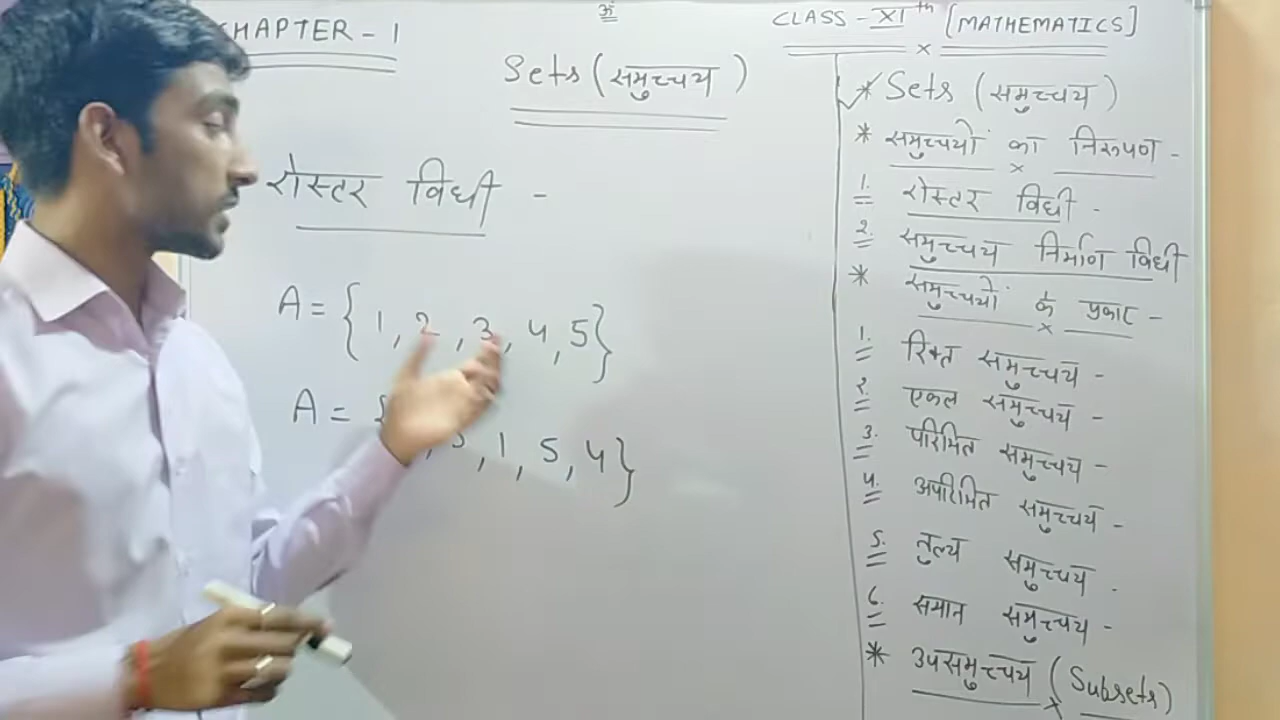 CHAPTER - 1
ॐ
CLASS - XIth [MATHEMATICS]
Sets (समुच्चय)
रोस्टर विधी -
A = { 1, 2, 3, 4, 5}
A = { , 3, 1, 5, 4}
* Sets (समुच्चय)
* समुच्चयों का निरूपण -
1. रोस्टर विधी -
2. समुच्चय निर्माण विधी
* समुच्चयों के प्रकार -
1. रिक्त समुच्चय -
२. एकल समुच्चय -
3. परिमित समुच्चय -
4. अपरिमित समुच्चय -
5. तुल्य समुच्चय -
6. समान समुच्चय -
* उपसमुच्चय (Subsets)